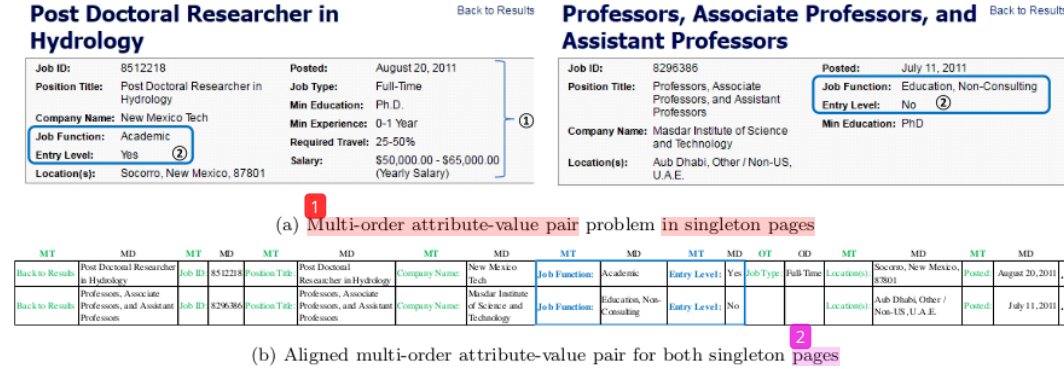 Post Doctoral Researcher in Hydrology
Back to Results
Job ID: 8512218
Position Title: Post Doctoral Researcher in Hydrology
Company Name: New Mexico Tech
Job Function: Academic
Entry Level: Yes ②
Location(s): Socorro, New Mexico, 87801
Posted: August 20, 2011
Job Type: Full-Time
Min Education: Ph.D.
Min Experience: 0-1 Year
①
Required Travel: 25-50%
Salary: $50,000.00 - $65,000.00
(Yearly Salary)
Professors, Associate Professors, and Assistant Professors
Back to Results
Job ID: 8296386
Position Title: Professors, Associate Professors, and Assistant Professors
Company Name: Masdar Institute of Science and Technology
Location(s): Aub Dhabi, Other / Non-US, U.A.E.
Posted: July 11, 2011
Job Function: Education, Non-Consulting
Entry Level: No ②
Min Education: PhD
1
(a) Multi-order attribute-value pair problem in singleton pages
MT MD MT MD MT MD MT MD MT MD MT MD OT OD MT MD MT MD
Back to Results Post Doctoral Researcher in Hydrology Job ID: 8512218 Position Title: Post Doctoral Researcher in Hydrology Company Name: New Mexico Tech Job Function: Academic Entry Level: Yes Job Type: Full-Time Location(s): Socorro, New Mexico, 87801 Posted: August 20, 2011
Back to Results Professors, Associate Professors, and Assistant Professors Job ID: 8296386 Position Title: Professors, Associate Professors, and Assistant Professors Company Name: Masdar Institute of Science and Technology Job Function: Education, Non-Consulting Entry Level: No Location(s): Aub Dhabi, Other / Non-US, U.A.E. Posted: July 11, 2011
2
(b) Aligned multi-order attribute-value pair for both singleton pages